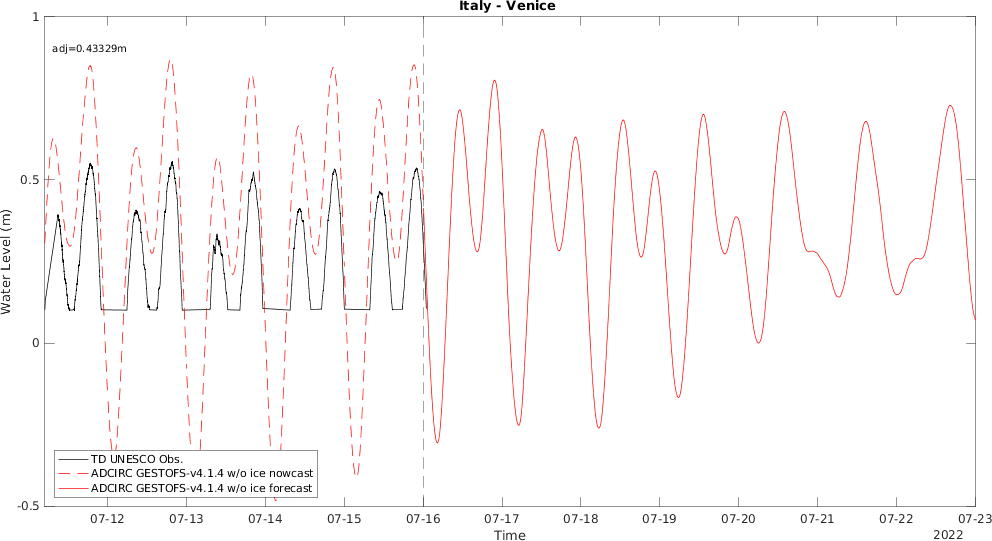 Italy - Venice
adj=0.43329m
1
0.5
0
-0.5
Water Level (m)
TD UNESCO Obs.
ADCIRC GESTOFS-v4.1.4 w/o ice nowcast
ADCIRC GESTOFS-v4.1.4 w/o ice forecast
07-12 07-13 07-14 07-15 07-16 07-17 07-18 07-19 07-20 07-21 07-22 07-23
Time
2022